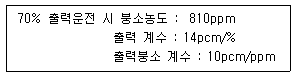 70% 출력운전 시 붕소농도 : 810ppm
출력 계수 : 14pcm/%
출력붕소 계수 : 10pcm/ppm